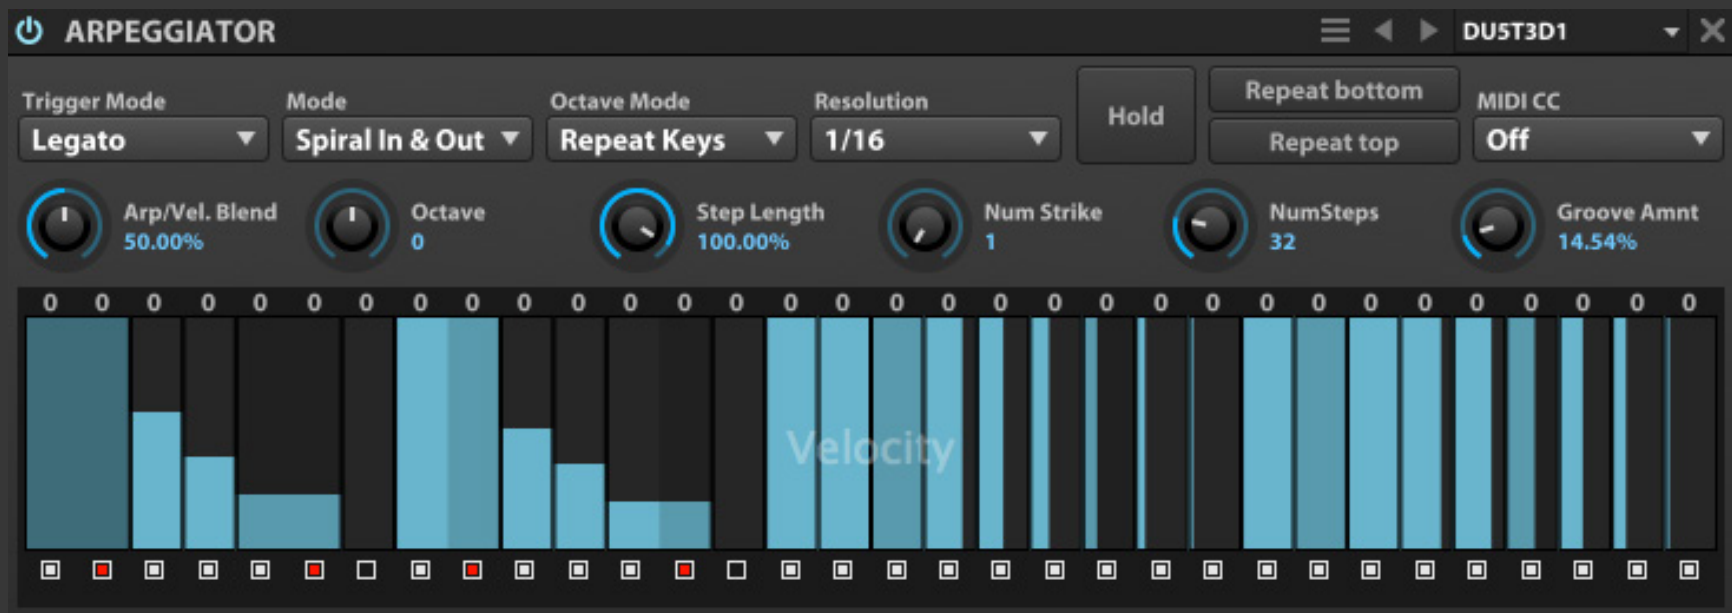 ARPEGGIATOR DU5T3D1
Trigger Mode Mode Octave Mode Resolution Hold Repeat bottom MIDI CC
Legato Spiral In & Out Repeat Keys 1/16 Repeat top Off
Arp/Vel. Blend Octave Step Length Num Strike NumSteps Groove Amnt
50.00% 0 100.00% 1 32 14.54%
0 0 0 0 0 0 0 0 0 0 0 0 0 0 0 0 0 0 0 0 0 0 0 0 0 0 0 0 0 0 0 0
Velocity